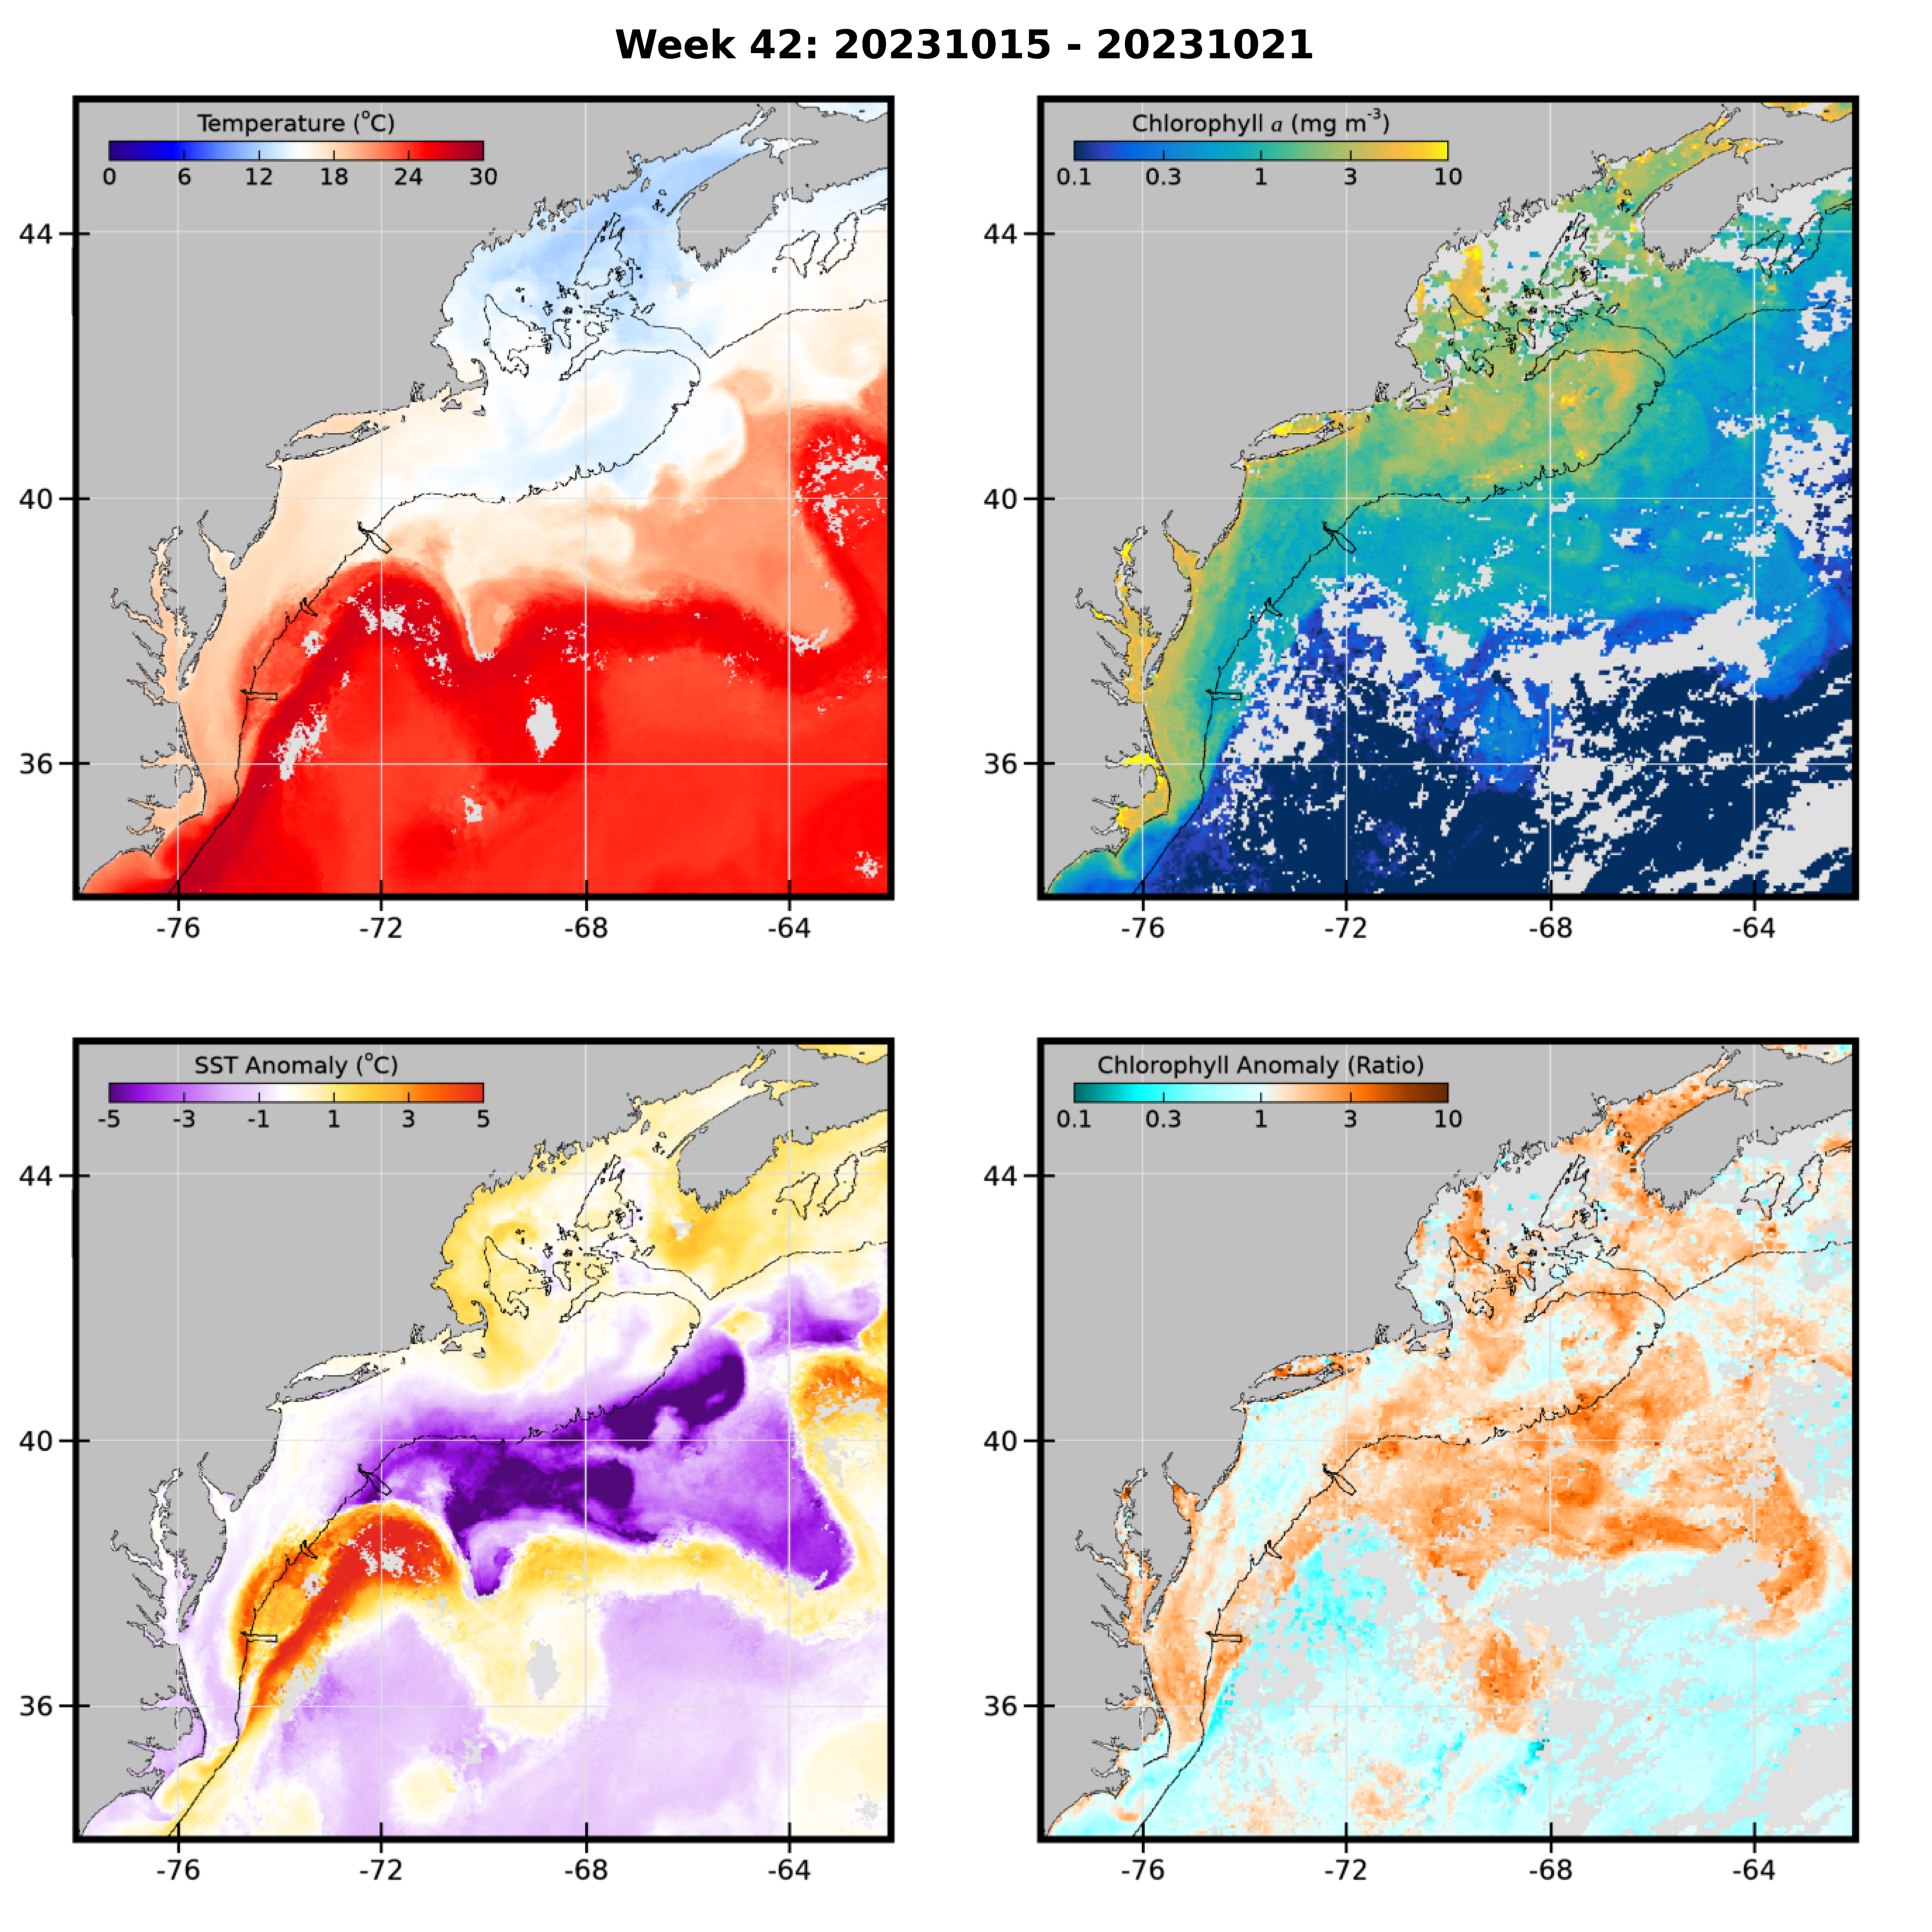 Week 42: 20231015 - 20231021
Temperature (°C)
0 6 12 18 24 30
44
40
36
-76 -72 -68 -64
Chlorophyll a (mg m⁻³)
0.1 0.3 1 3 10
44
40
36
-76 -72 -68 -64
SST Anomaly (°C)
-5 -3 -1 1 3 5
44
40
36
-76 -72 -68 -64
Chlorophyll Anomaly (Ratio)
0.1 0.3 1 3 10
44
40
36
-76 -72 -68 -64